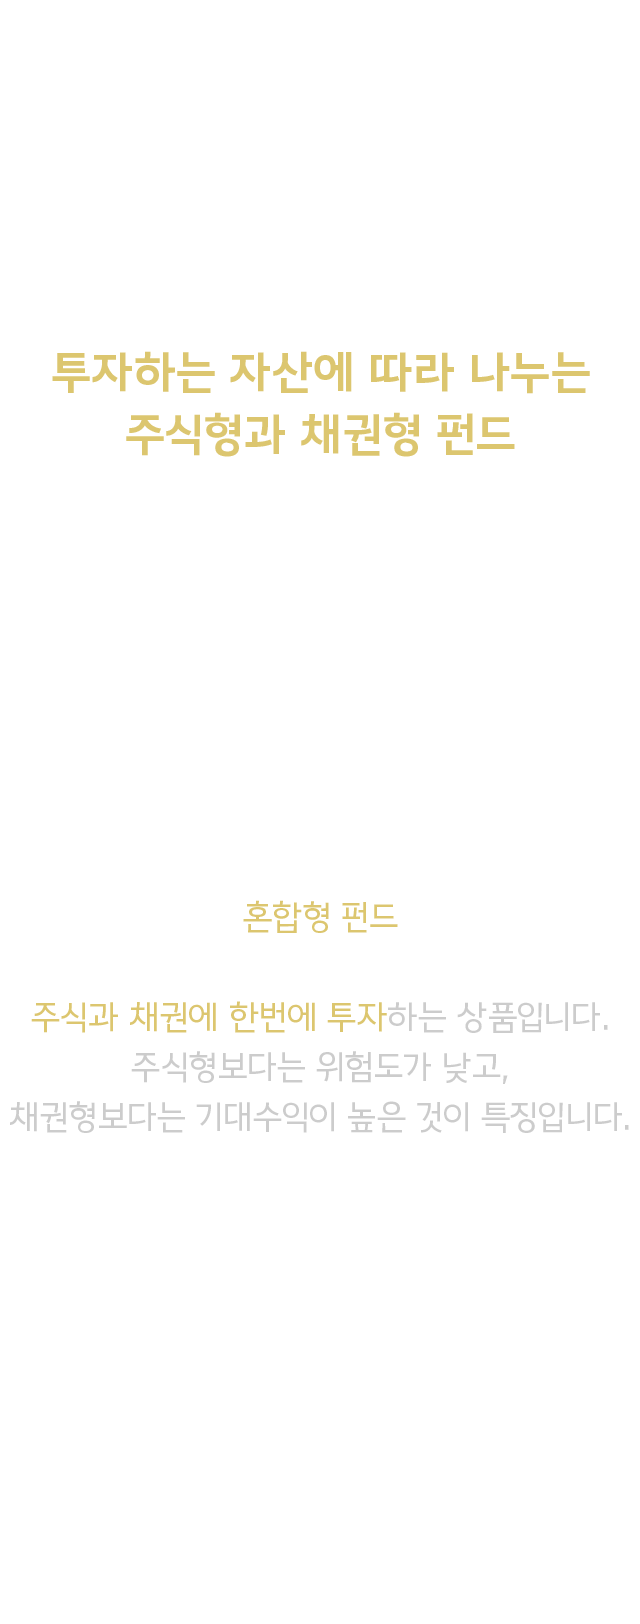 투자하는 자산에 따라 나누는
주식형과 채권형 펀드
혼합형 펀드
주식과 채권에 한번에 투자하는 상품입니다.
주식형보다는 위험도가 낮고,
채권형보다는 기대수익이 높은 것이 특징입니다.